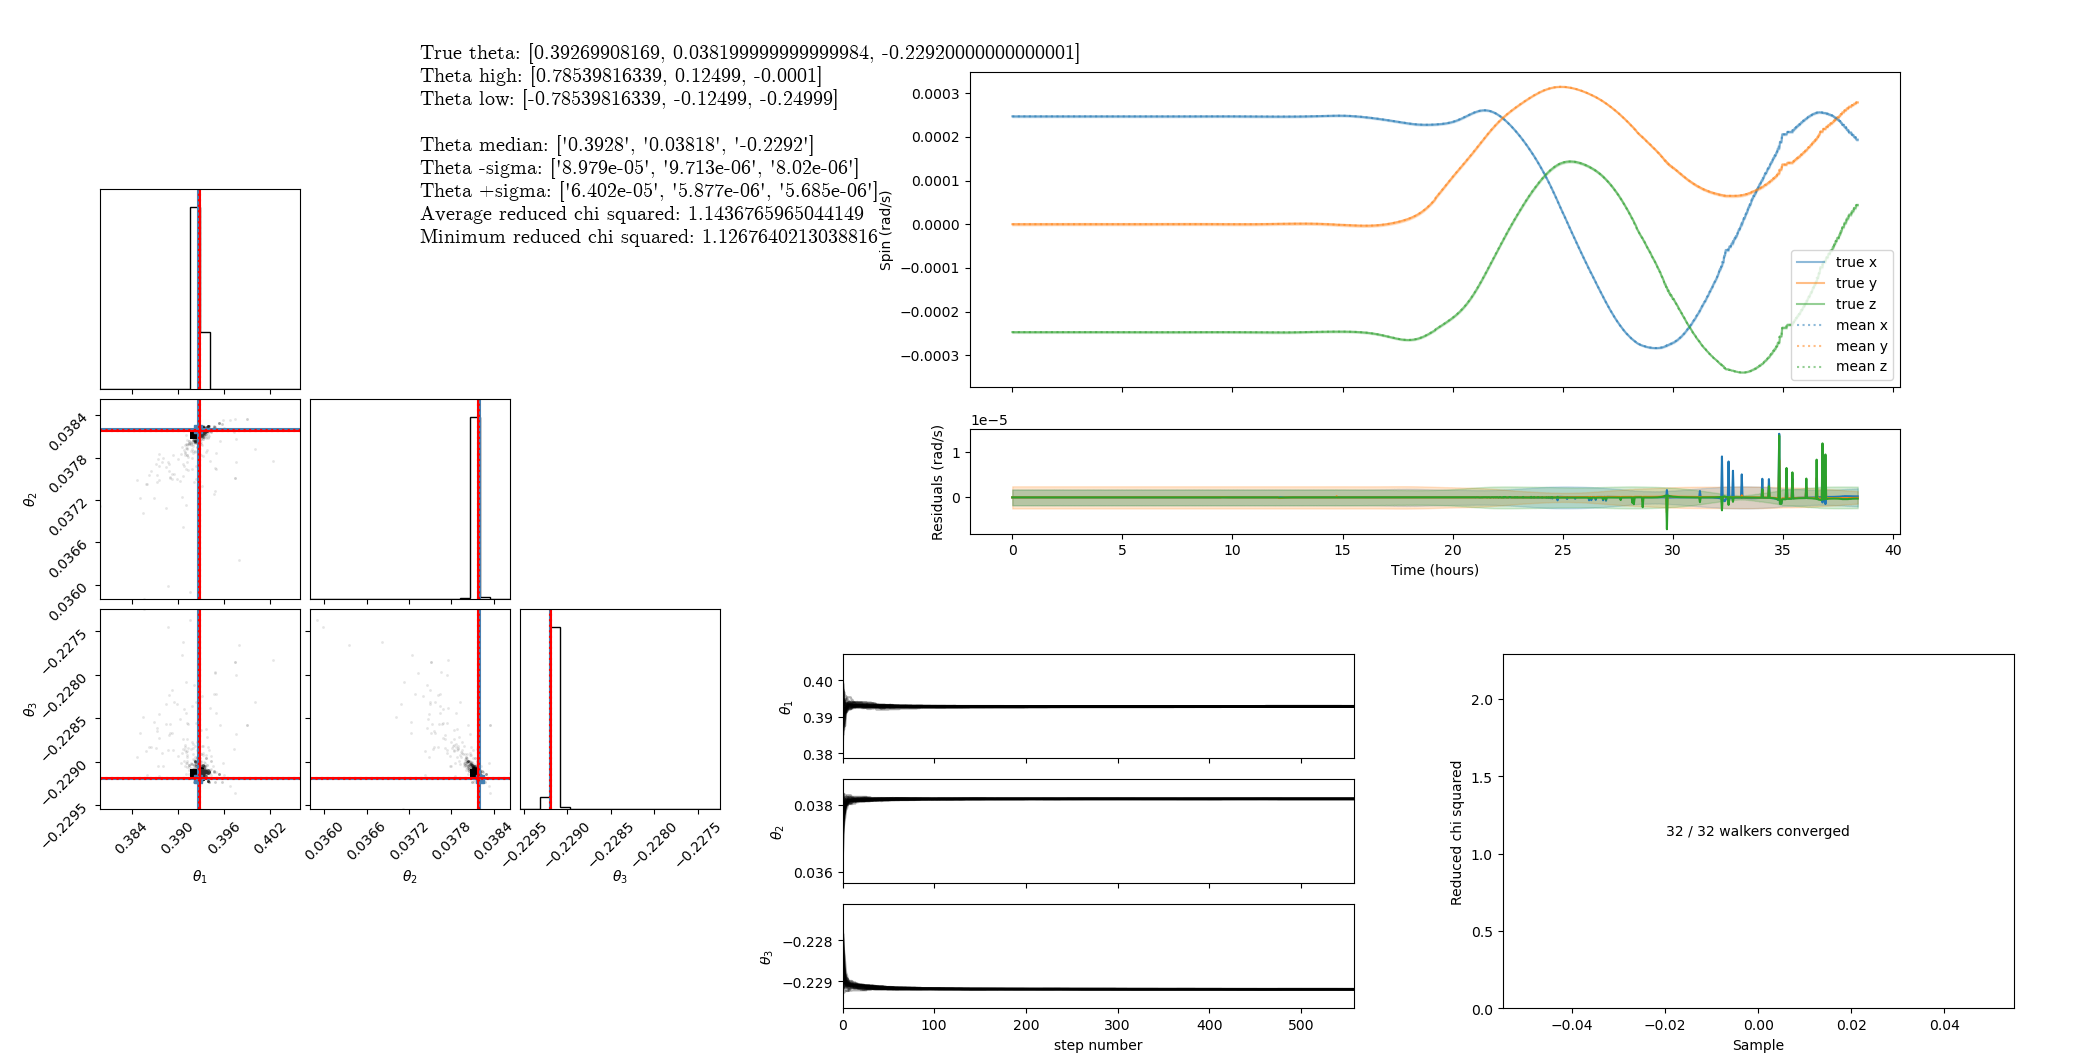 True theta: [0.39269908169, 0.038199999999999984, -0.22920000000000001]
Theta high: [0.78539816339, 0.12499, -0.0001]
Theta low: [-0.78539816339, -0.12499, -0.24999]
Theta median: ['0.3928', '0.03818', '-0.2292']
Theta -sigma: ['8.979e-05', '9.713e-06', '8.02e-06']
Theta +sigma: ['6.402e-05', '5.877e-06', '5.685e-06']
Average reduced chi squared: 1.1436765965044149
Minimum reduced chi squared: 1.1267640213038816
Spin (rad/s)
0.0003
0.0002
0.0001
0.0000
−0.0001
−0.0002
−0.0003
true x
true y
true z
mean x
mean y
mean z
1e−5
Residuals (rad/s)
1
0
0 5 10 15 20 25 30 35 40
Time (hours)
θ2
0.0384
0.0378
0.0372
0.0366
0.0360
θ3
−0.2275
−0.2280
−0.2285
−0.2290
−0.2295
0.384 0.390 0.396 0.402
θ1
0.0360 0.0366 0.0372 0.0378 0.0384
θ2
−0.2295 −0.2290 −0.2285 −0.2280 −0.2275
θ3
θ1
0.40
0.39
0.38
θ2
0.038
0.036
θ3
−0.228
−0.229
0 100 200 300 400 500
step number
Reduced chi squared
2.0
1.5
1.0
0.5
0.0
32 / 32 walkers converged
−0.04 −0.02 0.00 0.02 0.04
Sample